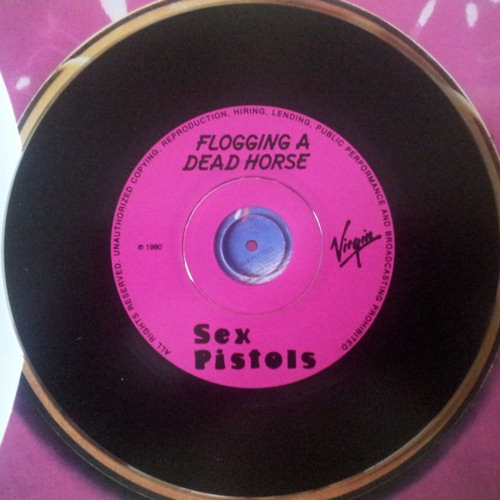 FLOGGING A
DEAD HORSE
℗ 1980
Virgin
Sex
Pistols
ALL RIGHTS RESERVED. UNAUTHORIZED COPYING, REPRODUCTION, HIRING, LENDING, PUBLIC PERFORMANCE AND BROADCASTING PROHIBITED.